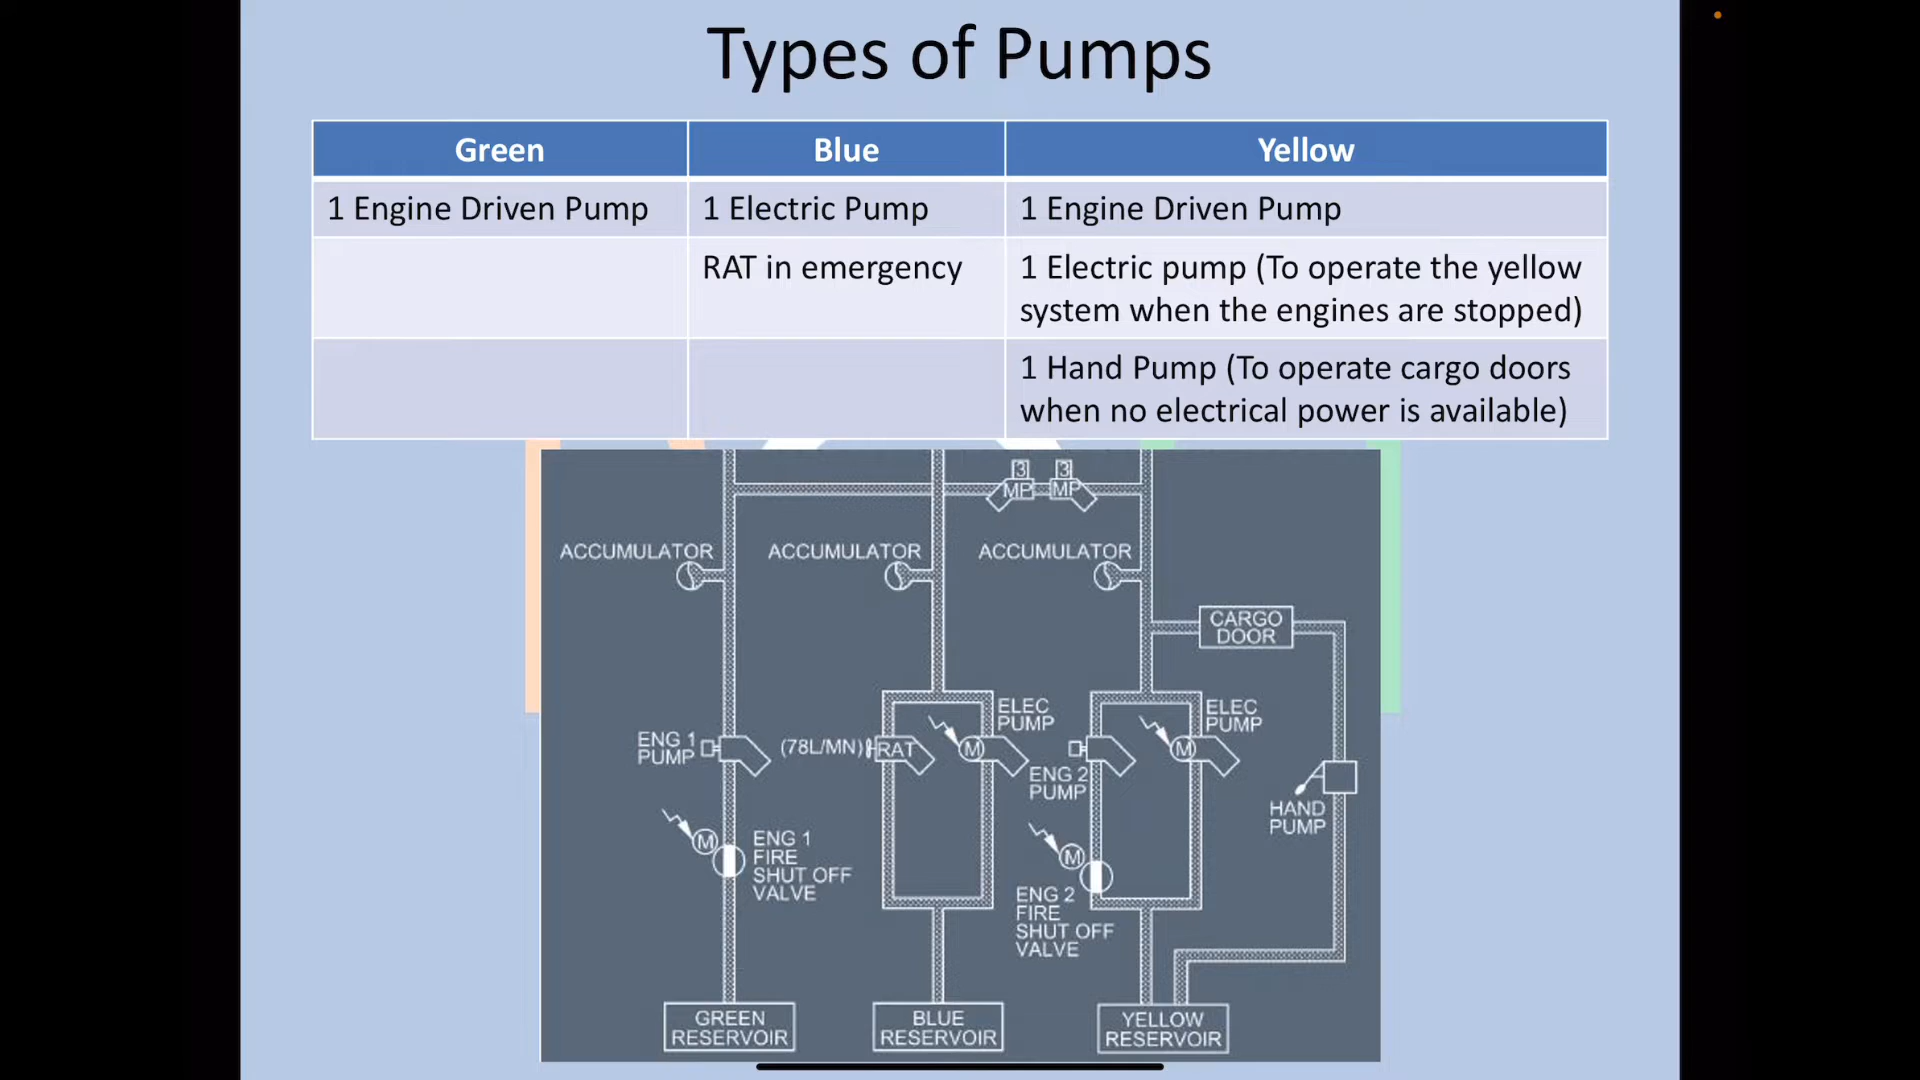 Types of Pumps
Green Blue Yellow
1 Engine Driven Pump 1 Electric Pump 1 Engine Driven Pump
RAT in emergency 1 Electric pump (To operate the yellow
system when the engines are stopped)
1 Hand Pump (To operate cargo doors
when no electrical power is available)
3 3
MP MP
ACCUMULATOR ACCUMULATOR ACCUMULATOR
CARGO
DOOR
ENG 1
PUMP
(78L/MN)
RAT
M
ELEC
PUMP
ENG 2
PUMP
M
ELEC
PUMP
HAND
PUMP
M
ENG 1
FIRE
SHUT OFF
VALVE
M
ENG 2
FIRE
SHUT OFF
VALVE
GREEN
RESERVOIR
BLUE
RESERVOIR
YELLOW
RESERVOIR